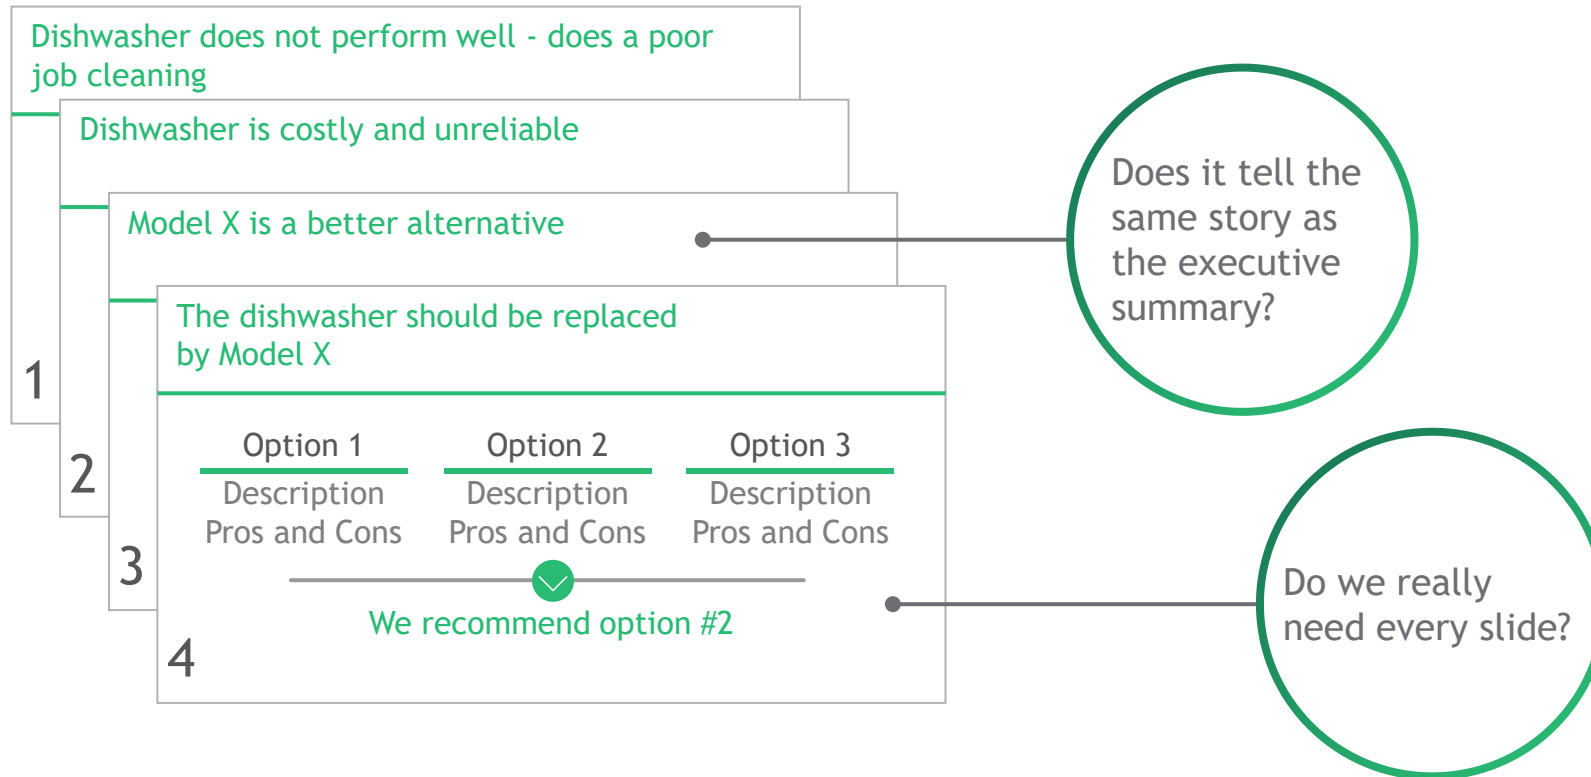 Dishwasher does not perform well - does a poor
job cleaning
Dishwasher is costly and unreliable
Model X is a better alternative
The dishwasher should be replaced
by Model X
1
2
3
4
Option 1
Description
Pros and Cons
Option 2
Description
Pros and Cons
Option 3
Description
Pros and Cons
We recommend option #2
Does it tell the
same story as
the executive
summary?
Do we really
need every slide?